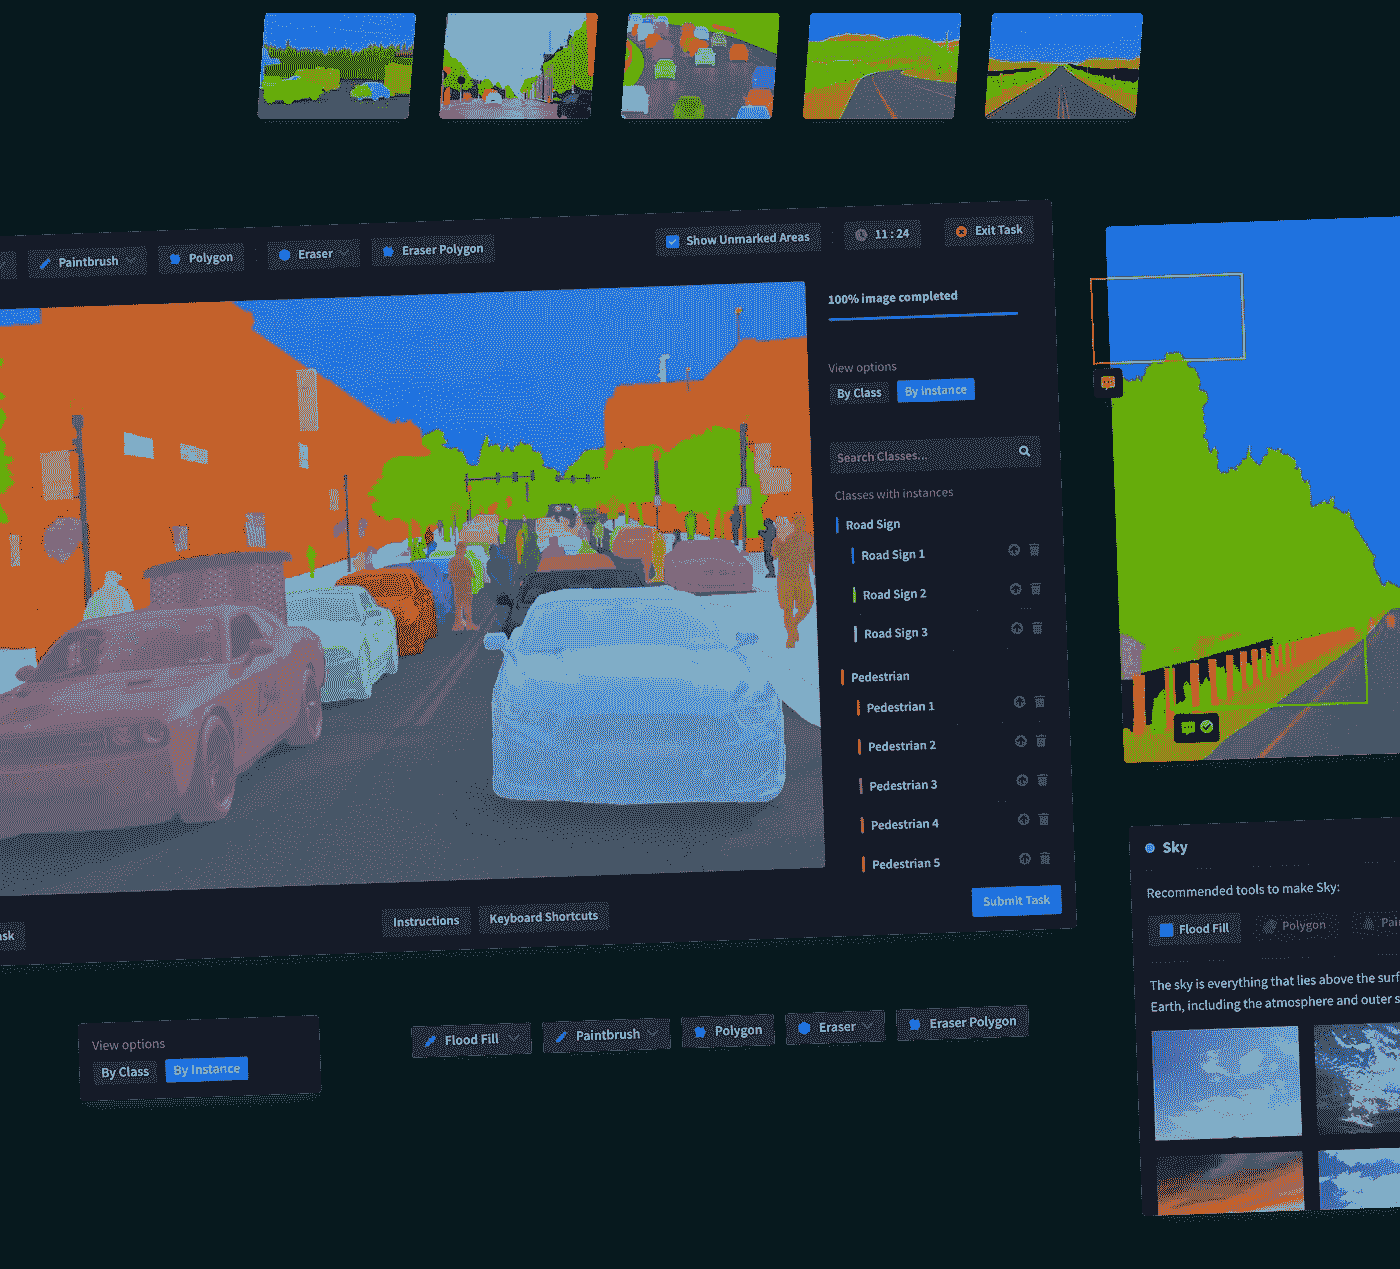 Paintbrush
Polygon
Eraser
Eraser Polygon
Show Unmarked Areas
11 : 24
Exit Task
100% image completed
View options
By Class
By instance
Search Classes...
Classes with instances
Road Sign
Road Sign 1
Road Sign 2
Road Sign 3
Pedestrian
Pedestrian 1
Pedestrian 2
Pedestrian 3
Pedestrian 4
Pedestrian 5
Instructions
Keyboard Shortcuts
Submit Task
Sky
Recommended tools to make Sky:
Flood Fill
Polygon
The sky is everything that lies above the
Earth, including the atmosphere and outer
View options
By Class
By Instance
Flood Fill
Paintbrush
Polygon
Eraser
Eraser Polygon